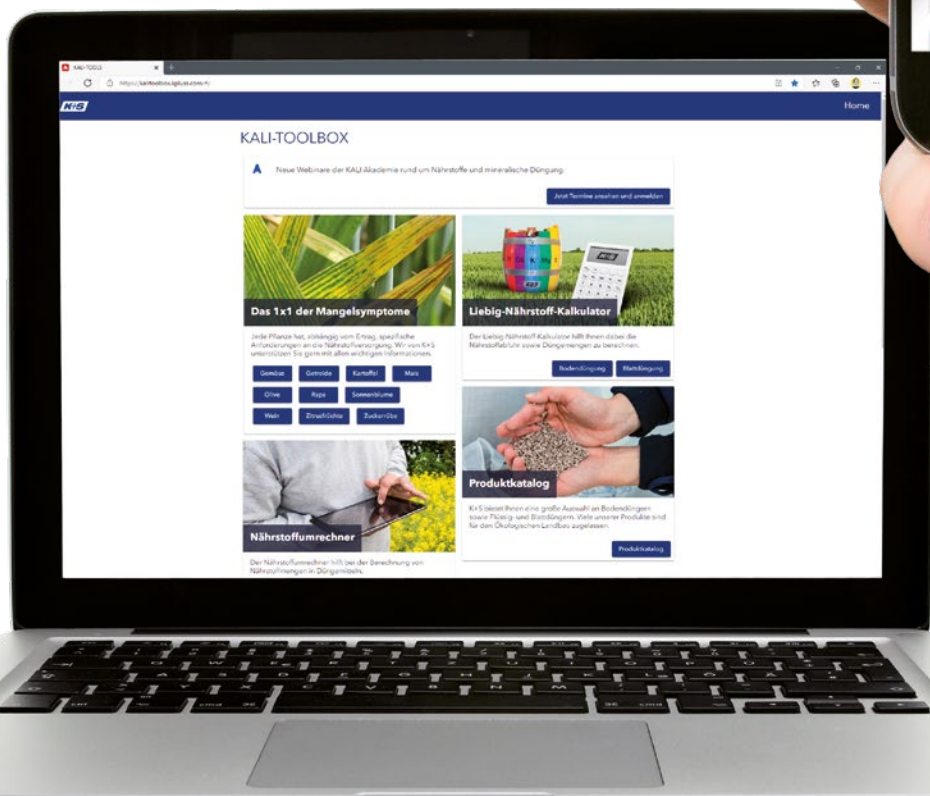 KALI-TOOLS
K+S
Home
KALI-TOOLBOX
Neue Webinare der KALI Akademie rund um Nährstoffe und mineralische Düngung.
Jetzt Termine ansehen und anmelden
Das 1x1 der Mangelsymptome
Jede Pflanze hat, abhängig vom Ertrag, spezifische
Anforderungen an die Nährstoffversorgung. Wir von K+S
unterstützen Sie gern mit allen wichtigen Informationen.
Gemüse Getreide Kartoffel Mais
Olive Raps Sonnenblume
Wein Zitrusfrüchte Zuckerrübe
Nährstoffumrechner
Der Nährstoffumrechner hilft bei der Berechnung von
Nährstoffmengen in Düngemitteln.
K+S
K+S
Liebig-Nährstoff-Kalkulator
Der Liebig-Nährstoff-Kalkulator hilft Ihnen dabei die
Nährstoffabfuhr sowie Düngemengen zu berechnen.
Bodendüngung Blattdüngung
Produktkatalog
K+S bietet Ihnen eine große Auswahl an Bodendüngern
sowie Flüssig- und Blattdüngern. Viele unserer Produkte sind
für den Ökologischen Landbau zugelassen.
Produktkatalog